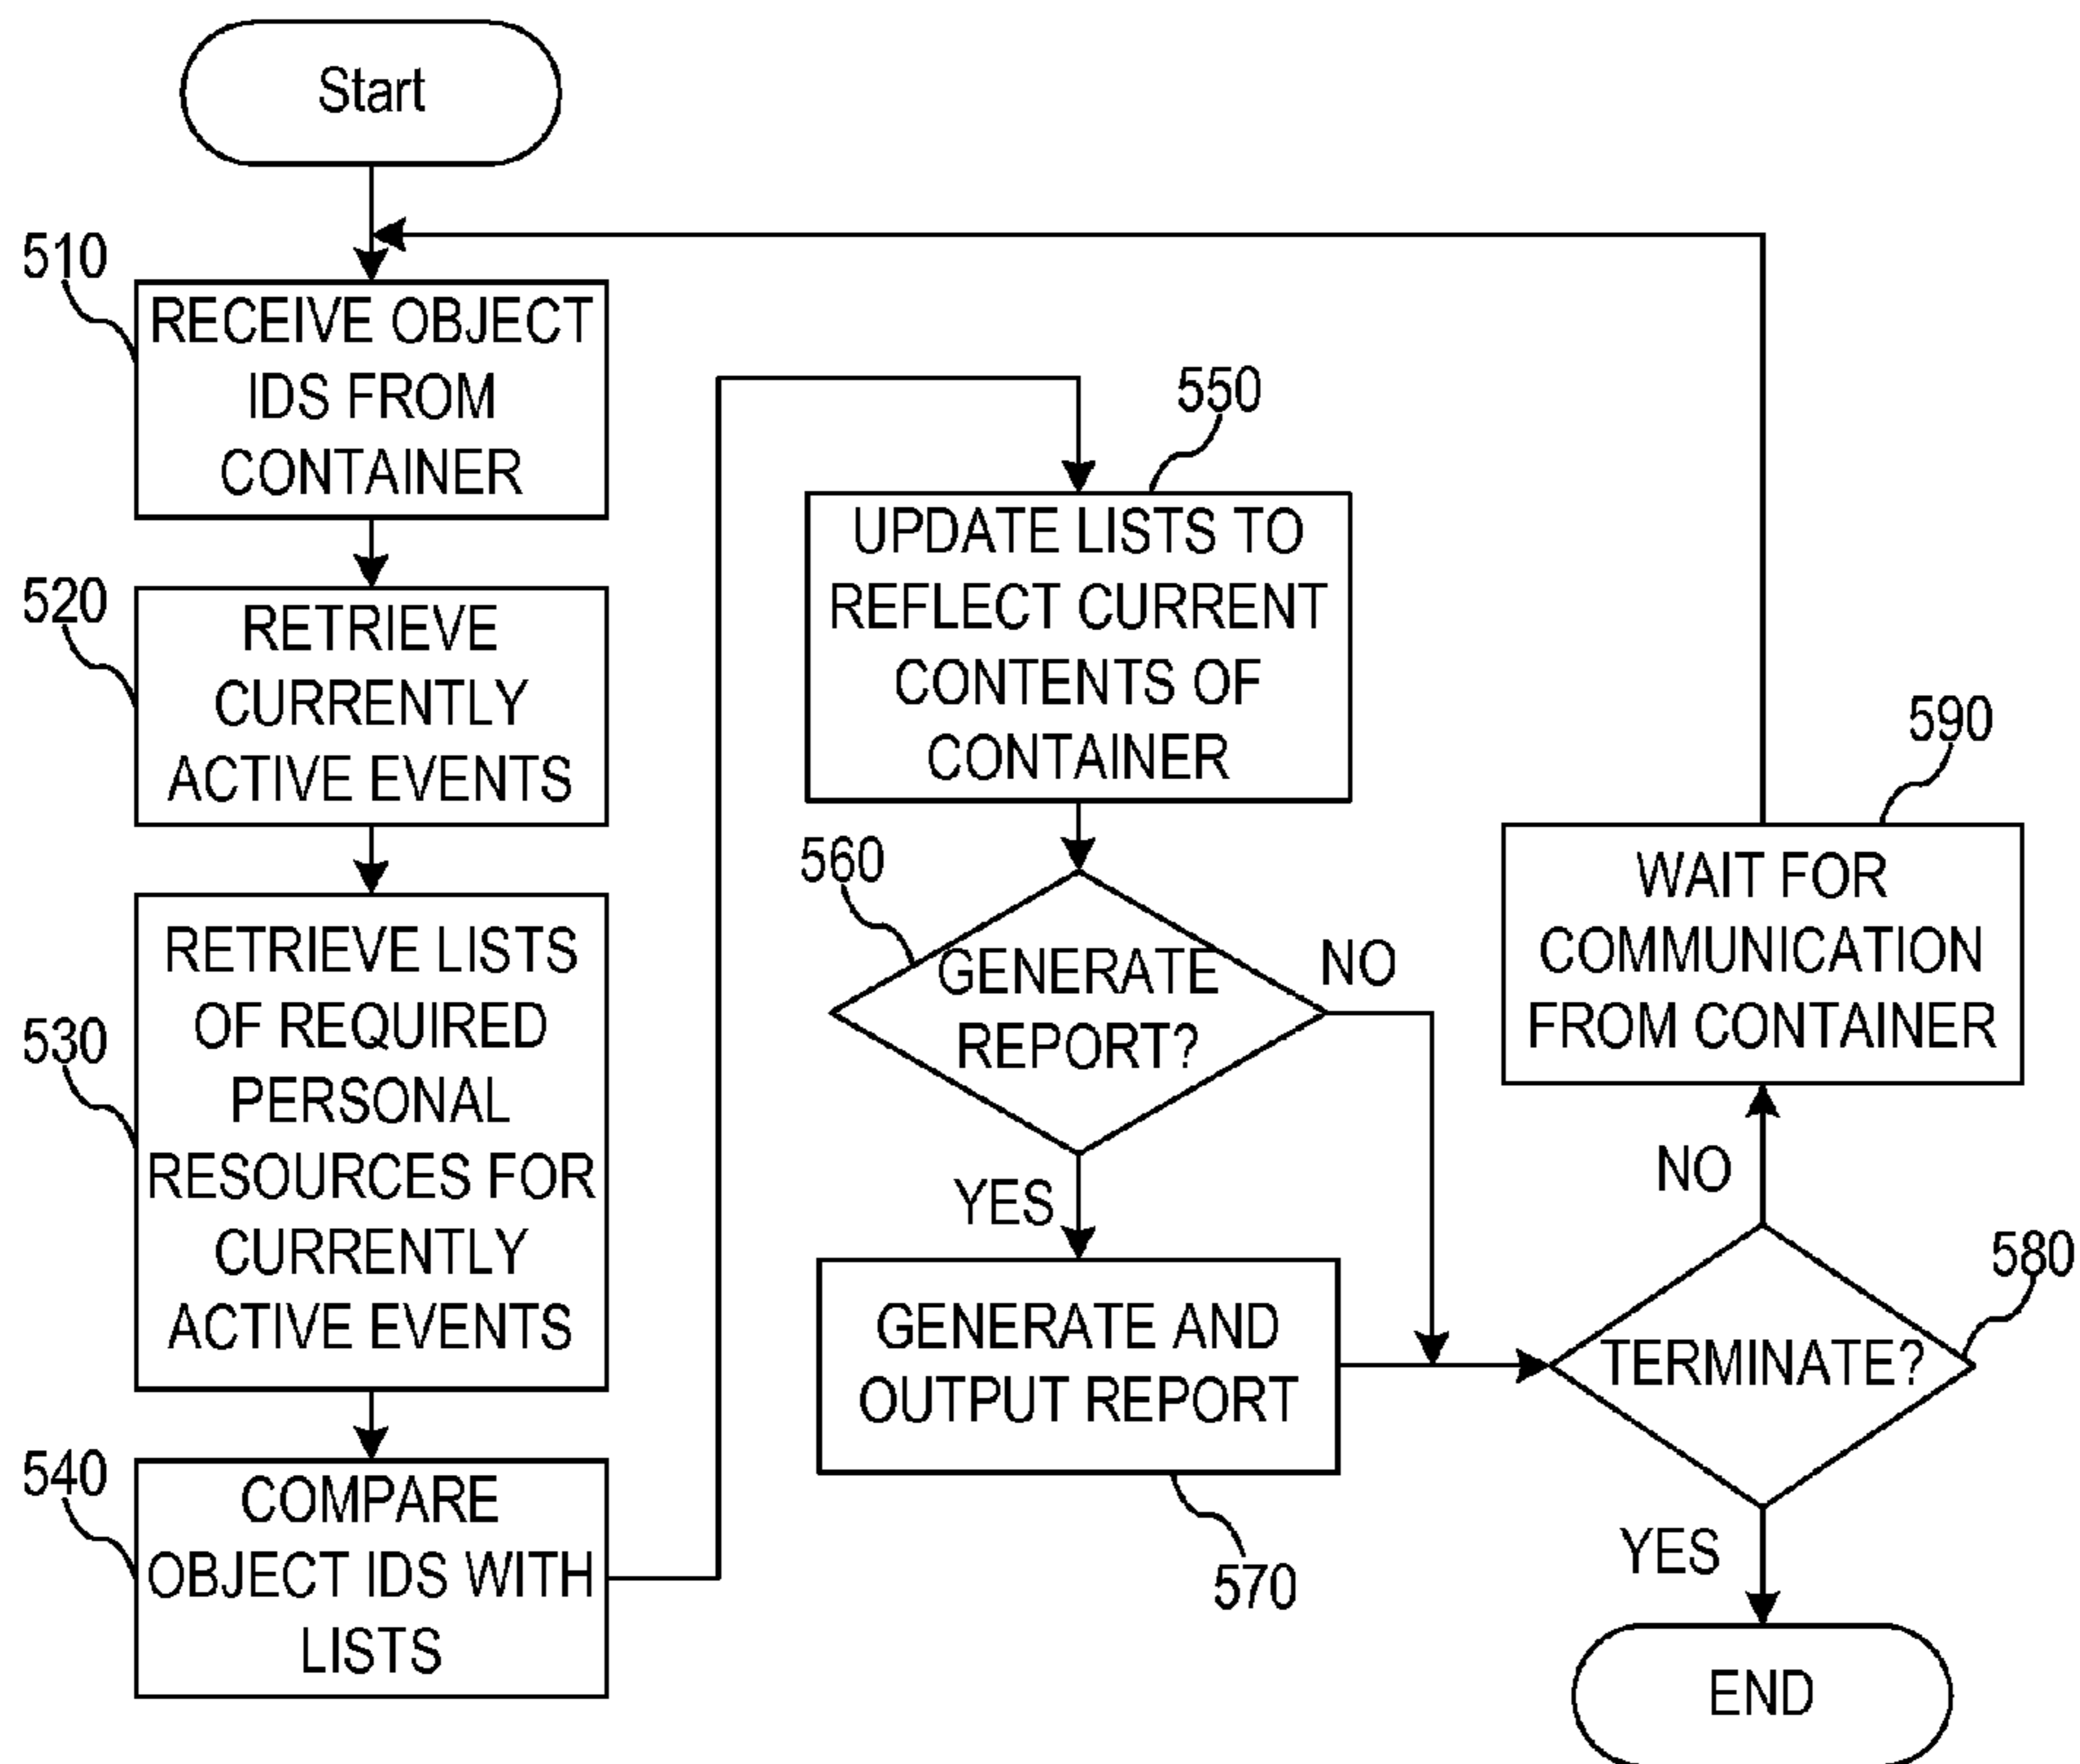 Start
510
RECEIVE OBJECT
IDS FROM
CONTAINER
520
RETRIEVE
CURRENTLY
ACTIVE EVENTS
530
RETRIEVE LISTS
OF REQUIRED
PERSONAL
RESOURCES FOR
CURRENTLY
ACTIVE EVENTS
540
COMPARE
OBJECT IDS WITH
LISTS
550
UPDATE LISTS TO
REFLECT CURRENT
CONTENTS OF
CONTAINER
560
GENERATE
REPORT?
NO
YES
GENERATE AND
OUTPUT REPORT
570
590
WAIT FOR
COMMUNICATION
FROM CONTAINER
NO
580
TERMINATE?
YES
END